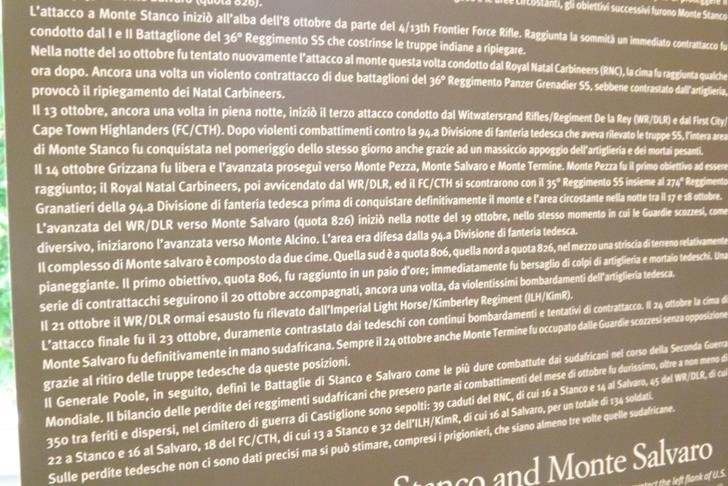 (quota 826).
gli obiettivi successivi furono Monte Stanco
L'attacco a Monte Stanco iniziò all'alba dell'8 ottobre da parte del 4/13th Frontier Force Rifle. Raggiunta la sommità un immediato contrattacco
condotto dal I e II Battaglione del 36° Reggimento SS che costrinse le truppe indiane a ripiegare.
Nella notte del 10 ottobre fu tentato nuovamente l'attacco al monte questa volta condotto dal Royal Natal Carbineers (RNC), la cima fu raggiunta qualche
ora dopo. Ancora una volta un violento contrattacco di due battaglioni del 36° Reggimento Panzer Grenadier SS, sebbene contrastato dall'artiglieria,
provocò il ripiegamento dei Natal Carbineers.
Il 13 ottobre, ancora una volta in piena notte, iniziò il terzo attacco condotto dal Witwatersrand Rifles/Regiment De la Rey (WR/DLR) e dal First City/
Cape Town Highlanders (FC/CTH). Dopo violenti combattimenti contro la 94.a Divisione di fanteria tedesca che aveva rilevato le truppe SS, l'intera area
di Monte Stanco fu conquistata nel pomeriggio dello stesso giorno anche grazie ad un massiccio appoggio dell'artiglieria e dei mortai pesanti.
Il 14 ottobre Grizzana fu libera e l'avanzata proseguì verso Monte Pezza, Monte Salvaro e Monte Termine. Monte Pezza fu il primo obiettivo ad essere
raggiunto; il Royal Natal Carbineers, poi avvicendato dal WR/DLR, ed il FC/CTH si scontrarono con il 35° Reggimento SS insieme al 274° Reggimento
Granatieri della 94.a Divisione di fanteria tedesca prima di conquistare definitivamente il monte e l'area circostante nella notte tra il 17 e 18 ottobre.
L'avanzata del WR/DLR verso Monte Salvaro (quota 826) iniziò nella notte del 19 ottobre, nello stesso momento in cui le Guardie scozzesi, come
diversivo, iniziarono l'avanzata verso Monte Alcino. L'area era difesa dalla 94.a Divisione di fanteria tedesca.
Il complesso di Monte salvaro è composto da due cime. Quella sud è a quota 806, quella nord a quota 826, nel mezzo una striscia di terreno relativamente
pianeggiante. Il primo obiettivo, quota 806, fu raggiunto in un paio d'ore; immediatamente fu bersaglio di colpi di artiglieria e mortaio tedeschi. Una
serie di contrattacchi seguirono il 20 ottobre accompagnati, ancora una volta, da violentissimi bombardamenti dell'artiglieria tedesca.
Il 21 ottobre il WR/DLR ormai esausto fu rilevato dall'Imperial Light Horse/Kimberley Regiment (ILH/KimR).
L'attacco finale fu il 23 ottobre, duramente contrastato dai tedeschi con continui bombardamenti e tentativi di contrattacco. Il 24 ottobre la cima di
Monte Salvaro fu definitivamente in mano sudafricana. Sempre il 24 ottobre anche Monte Termine fu occupato dalle Guardie scozzesi senza opposizione
grazie al ritiro delle truppe tedesche da queste posizioni.
Il Generale Poole, in seguito, definì le Battaglie di Stanco e Salvaro come le più dure combattute dai sudafricani nel corso della Seconda Guerra
Mondiale. Il bilancio delle perdite dei reggimenti sudafricani che presero parte ai combattimenti del mese di ottobre fu durissimo, oltre a non meno di
350 tra feriti e dispersi, nel cimitero di guerra di Castiglione sono sepolti: 39 caduti del RNC, di cui 16 a Stanco e 14 al Salvaro, 45 del WR/DLR, di cui
22 a Stanco e 16 al Salvaro, 18 del FC/CTH, di cui 13 a Stanco e 32 dell'ILH/KimR, di cui 16 al Salvaro, per un totale di 134 soldati.
Sulle perdite tedesche non ci sono dati precisi ma si può stimare, compresi i prigionieri, che siano almeno tre volte quelle sudafricane.
Stanco and Monte Salvaro
protect the left flank of U.S.